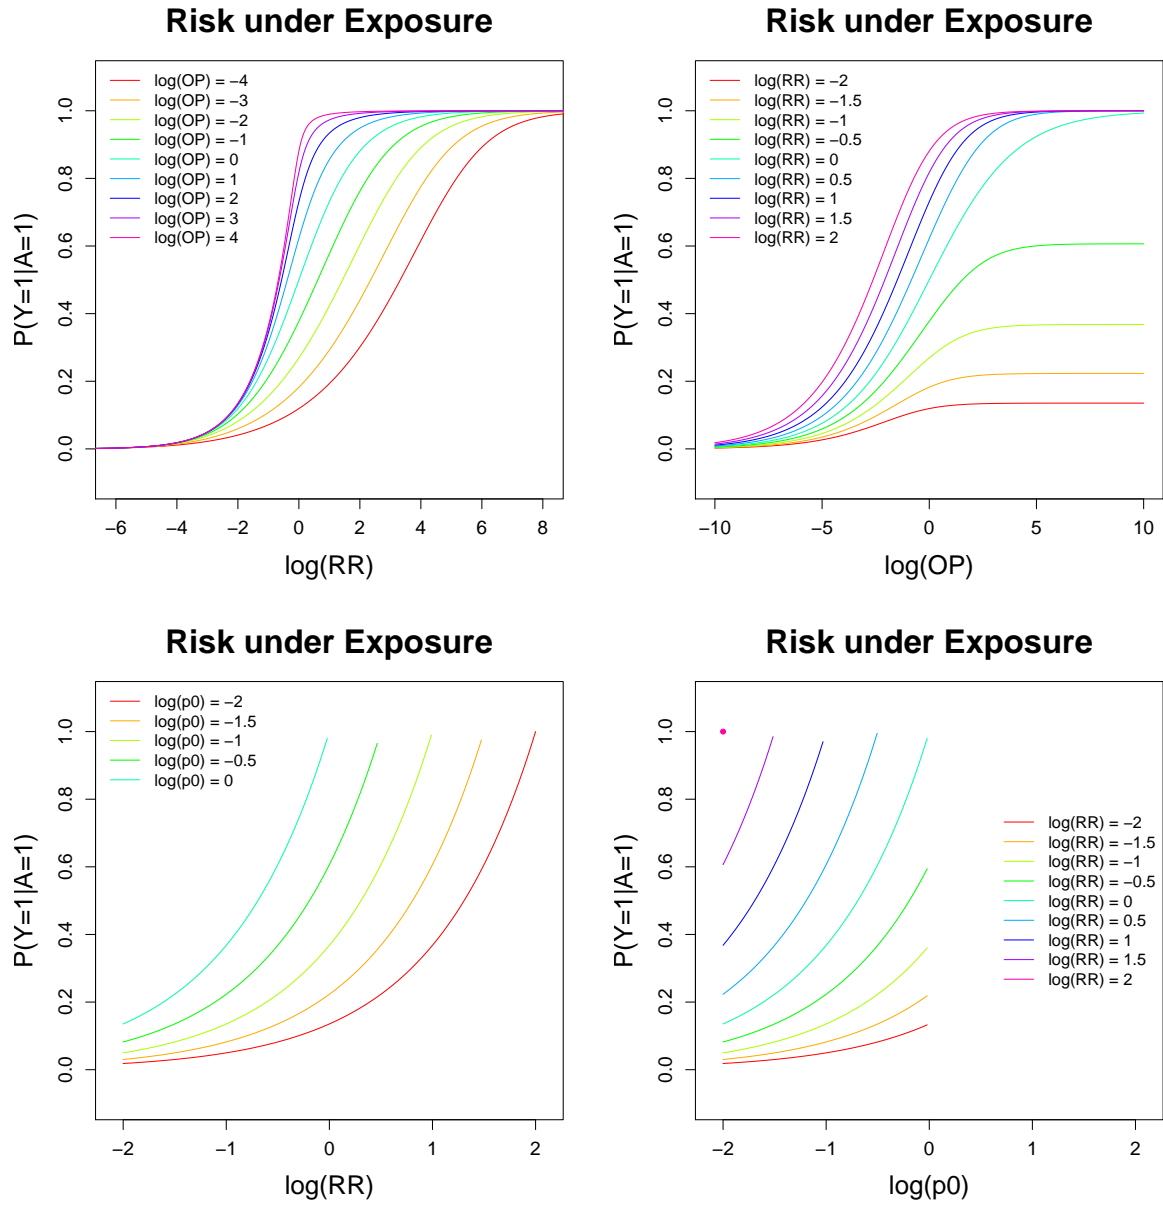 Risk under Exposure
log(OP) = −4
log(OP) = −3
log(OP) = −2
log(OP) = −1
log(OP) = 0
log(OP) = 1
log(OP) = 2
log(OP) = 3
log(OP) = 4
P(Y=1|A=1)
0.0
0.2
0.4
0.6
0.8
1.0
−6
−4
−2
0
2
4
6
8
log(RR)
Risk under Exposure
log(RR) = −2
log(RR) = −1.5
log(RR) = −1
log(RR) = −0.5
log(RR) = 0
log(RR) = 0.5
log(RR) = 1
log(RR) = 1.5
log(RR) = 2
P(Y=1|A=1)
0.0
0.2
0.4
0.6
0.8
1.0
−10
−5
0
5
10
log(OP)
Risk under Exposure
log(p0) = −2
log(p0) = −1.5
log(p0) = −1
log(p0) = −0.5
log(p0) = 0
P(Y=1|A=1)
0.0
0.2
0.4
0.6
0.8
1.0
−2
−1
0
1
2
log(RR)
Risk under Exposure
log(RR) = −2
log(RR) = −1.5
log(RR) = −1
log(RR) = −0.5
log(RR) = 0
log(RR) = 0.5
log(RR) = 1
log(RR) = 1.5
log(RR) = 2
P(Y=1|A=1)
0.0
0.2
0.4
0.6
0.8
1.0
−2
−1
0
1
2
log(p0)